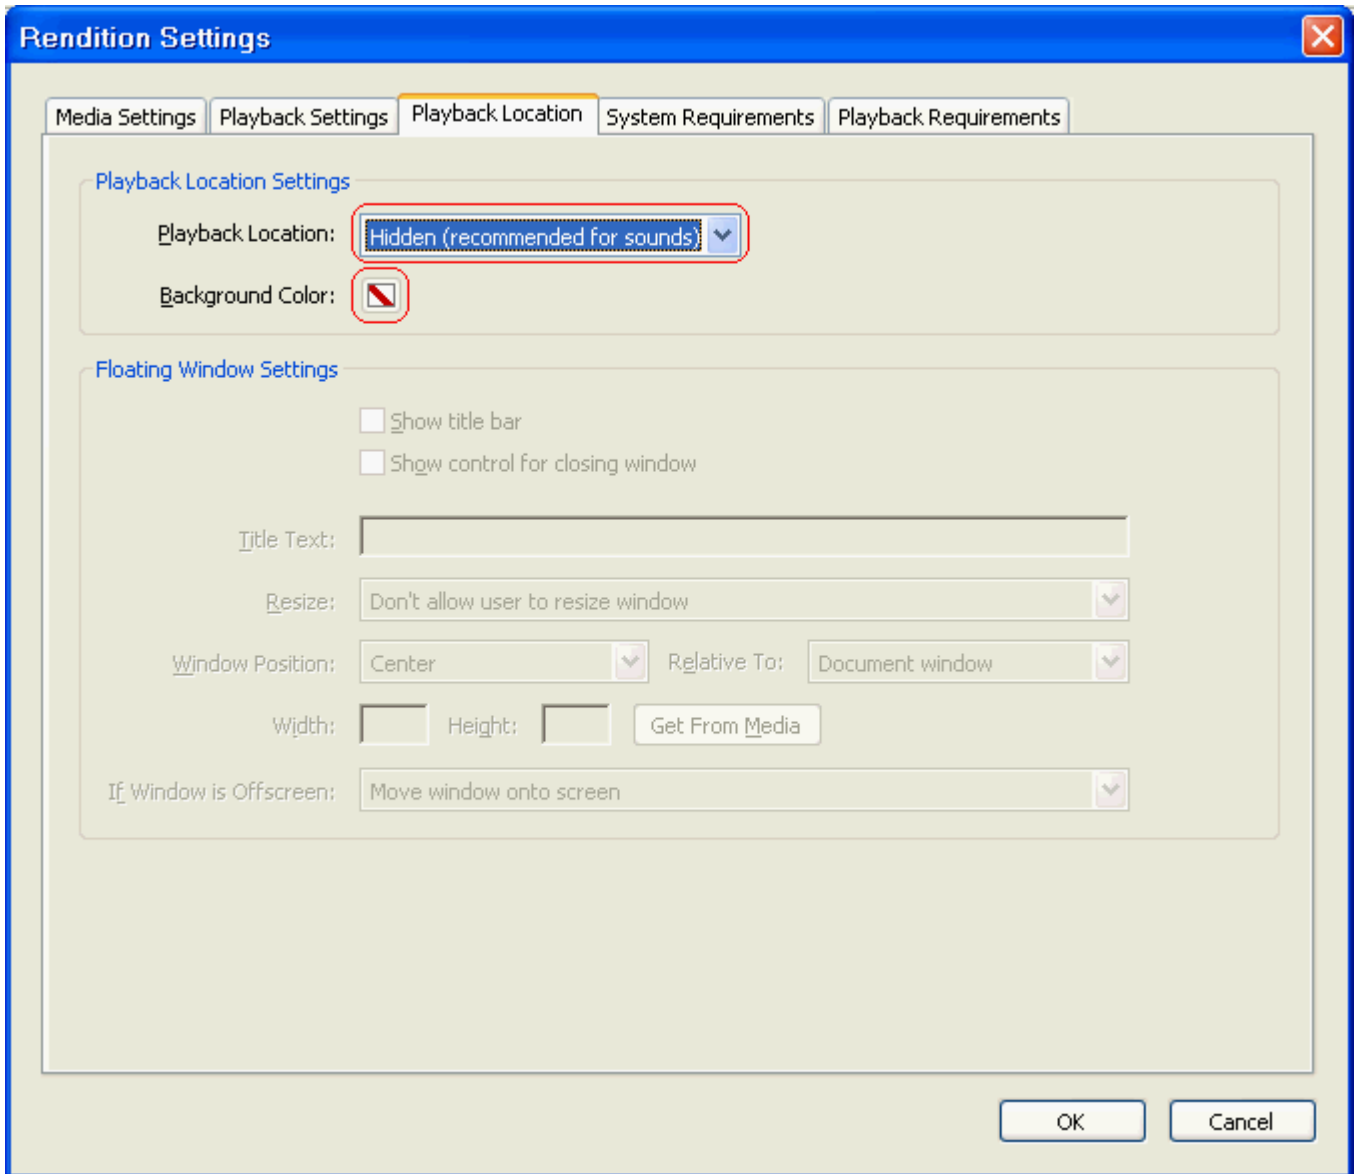 Rendition Settings
Media Settings Playback Settings Playback Location System Requirements Playback Requirements
Playback Location Settings
Playback Location: Hidden (recommended for sounds)
Background Color:
Floating Window Settings
Show title bar
Show control for closing window
Title Text:
Resize: Don't allow user to resize window
Window Position: Center Relative To: Document window
Width: Height: Get From Media
If Window is Offscreen: Move window onto screen
OK Cancel